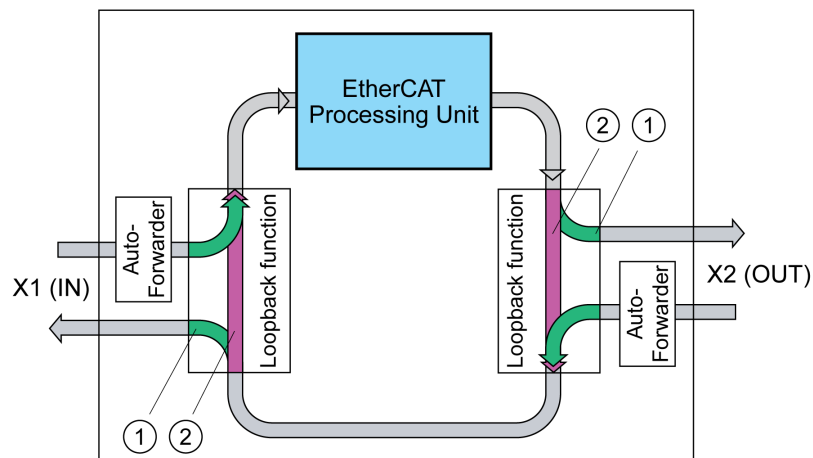 EtherCAT
Processing Unit
2
1
Auto-
Forwarder
Loopback function
Loopback function
X1 (IN)
X2 (OUT)
Auto-
Forwarder
1
2